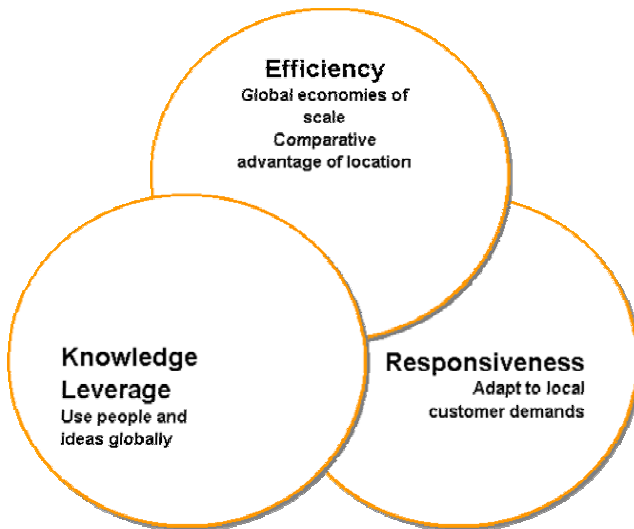 Efficiency
Global economies of
scale
Comparative
advantage of location
Knowledge
Leverage
Use people and
ideas globally
Responsiveness
Adapt to local
customer demands